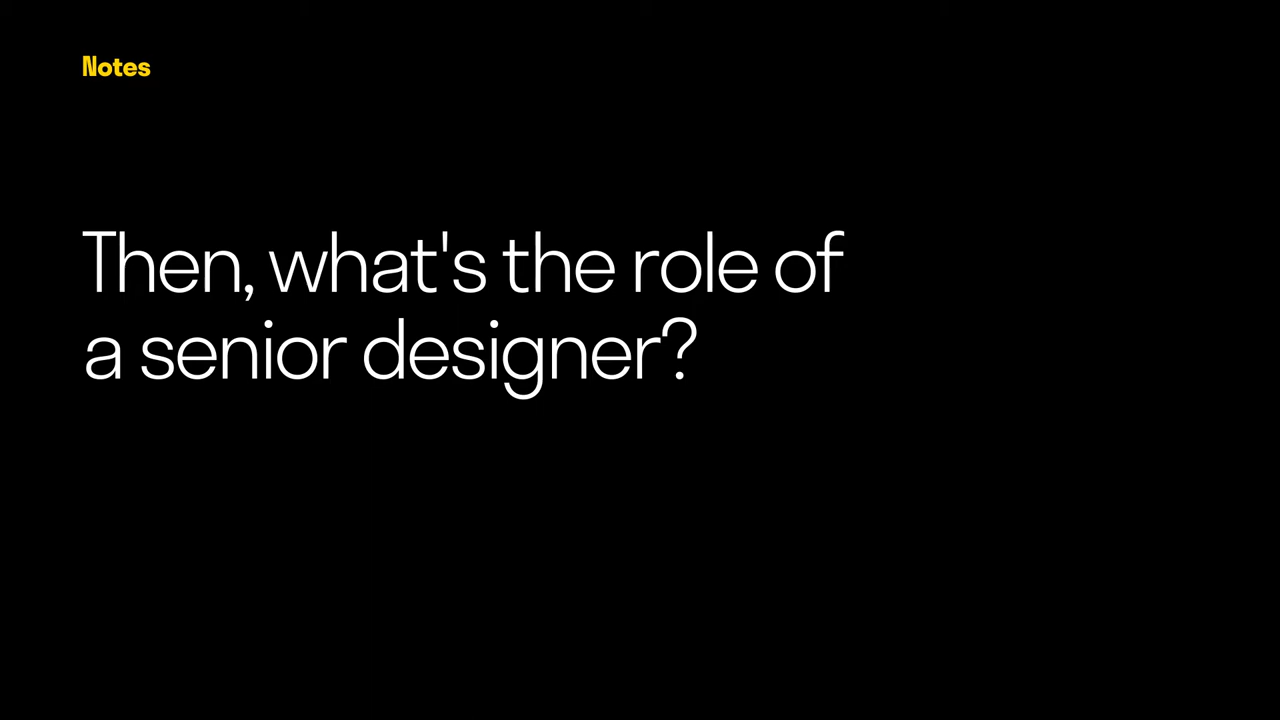 Notes
Then, what's the role of
a senior designer?